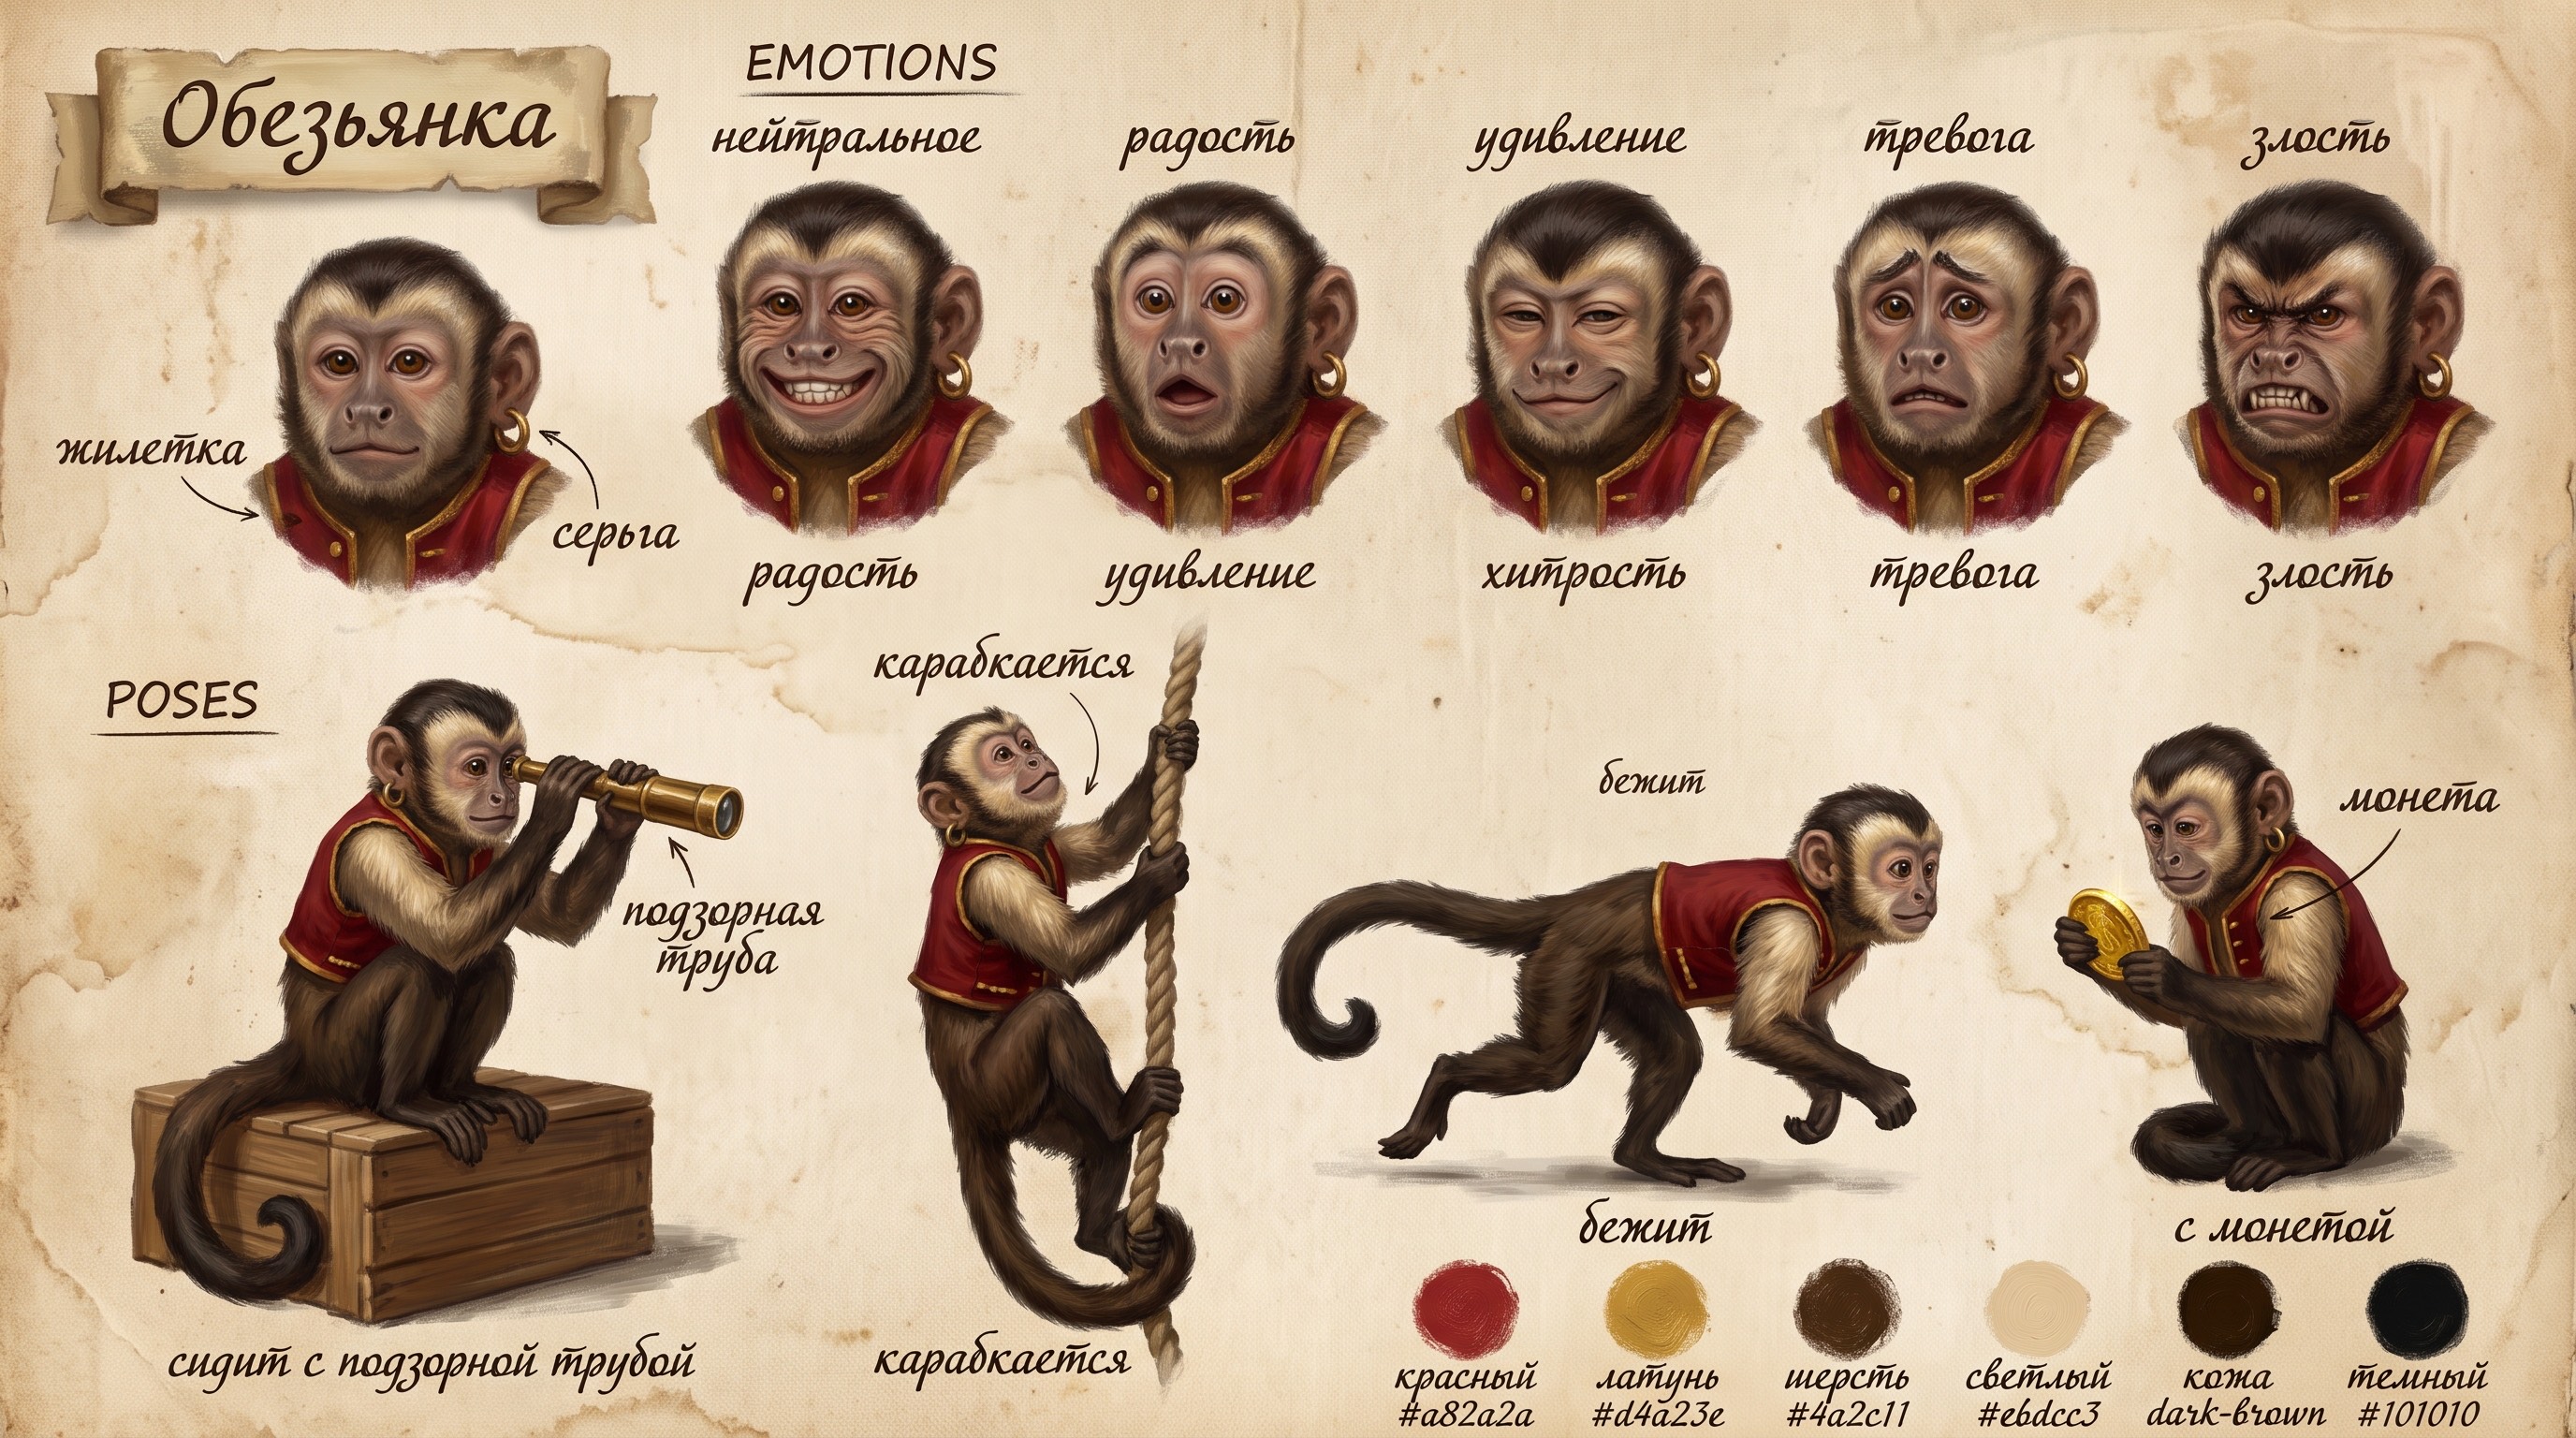 Обезьянка
EMOTIONS
нейтральное
радость
удивление
тревога
злость
жилетка
серьга
радость
удивление
хитрость
тревога
злость
POSES
карабкается
бежит
монета
подзорная
труба
бежит
с монетой
сидит с подзорной трубой
карабкается
красный
#a82a2a
латунь
#d4a23e
шерсть
#4a2c11
светлый
#ebdcc3
кожа
dark-brown
темный
#101010